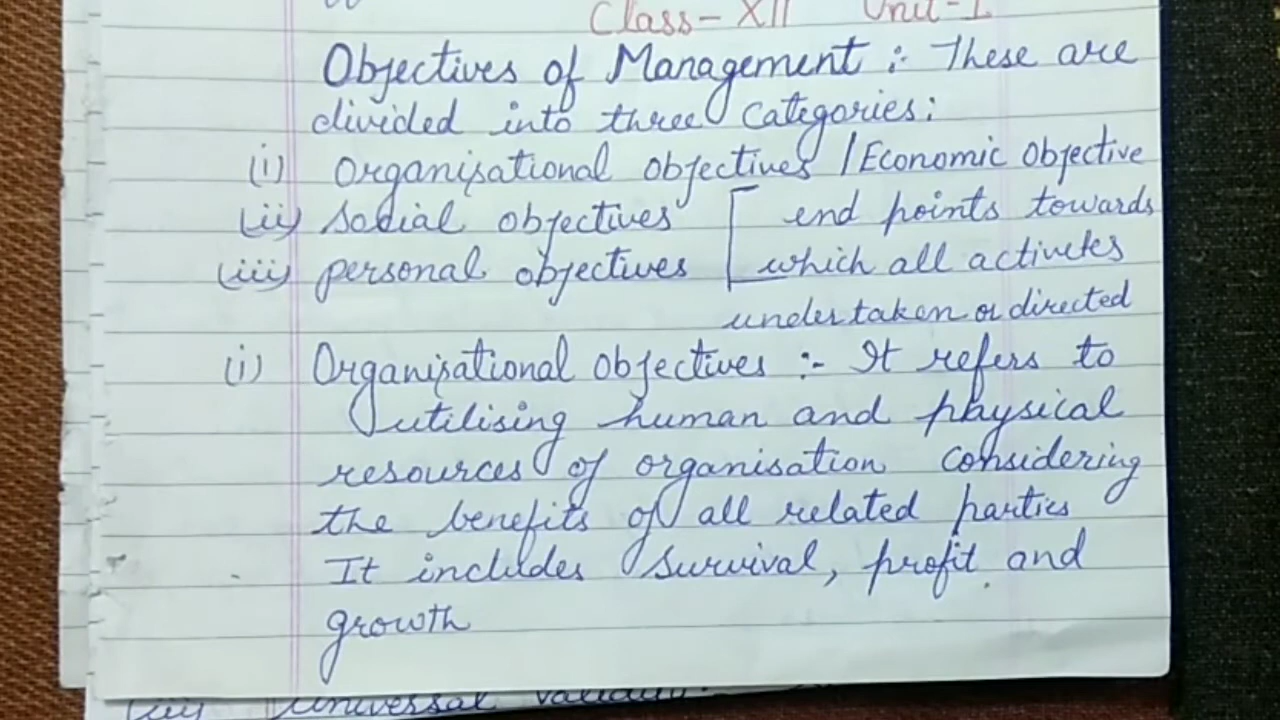 Class-XII Unit-I
Objectives of Management :- These are
divided into three categories:
(i) Organisational objectives / Economic Objective
(ii) Social objectives [ end points towards
(iii) personal objectives [ which all activites
undertaken or directed
(i) Organisational objectives :- It refers to
utilising human and physical
resources of organisation considering
the benefits of all related parties
It includes survival, profit and
growth
(iii) Universal